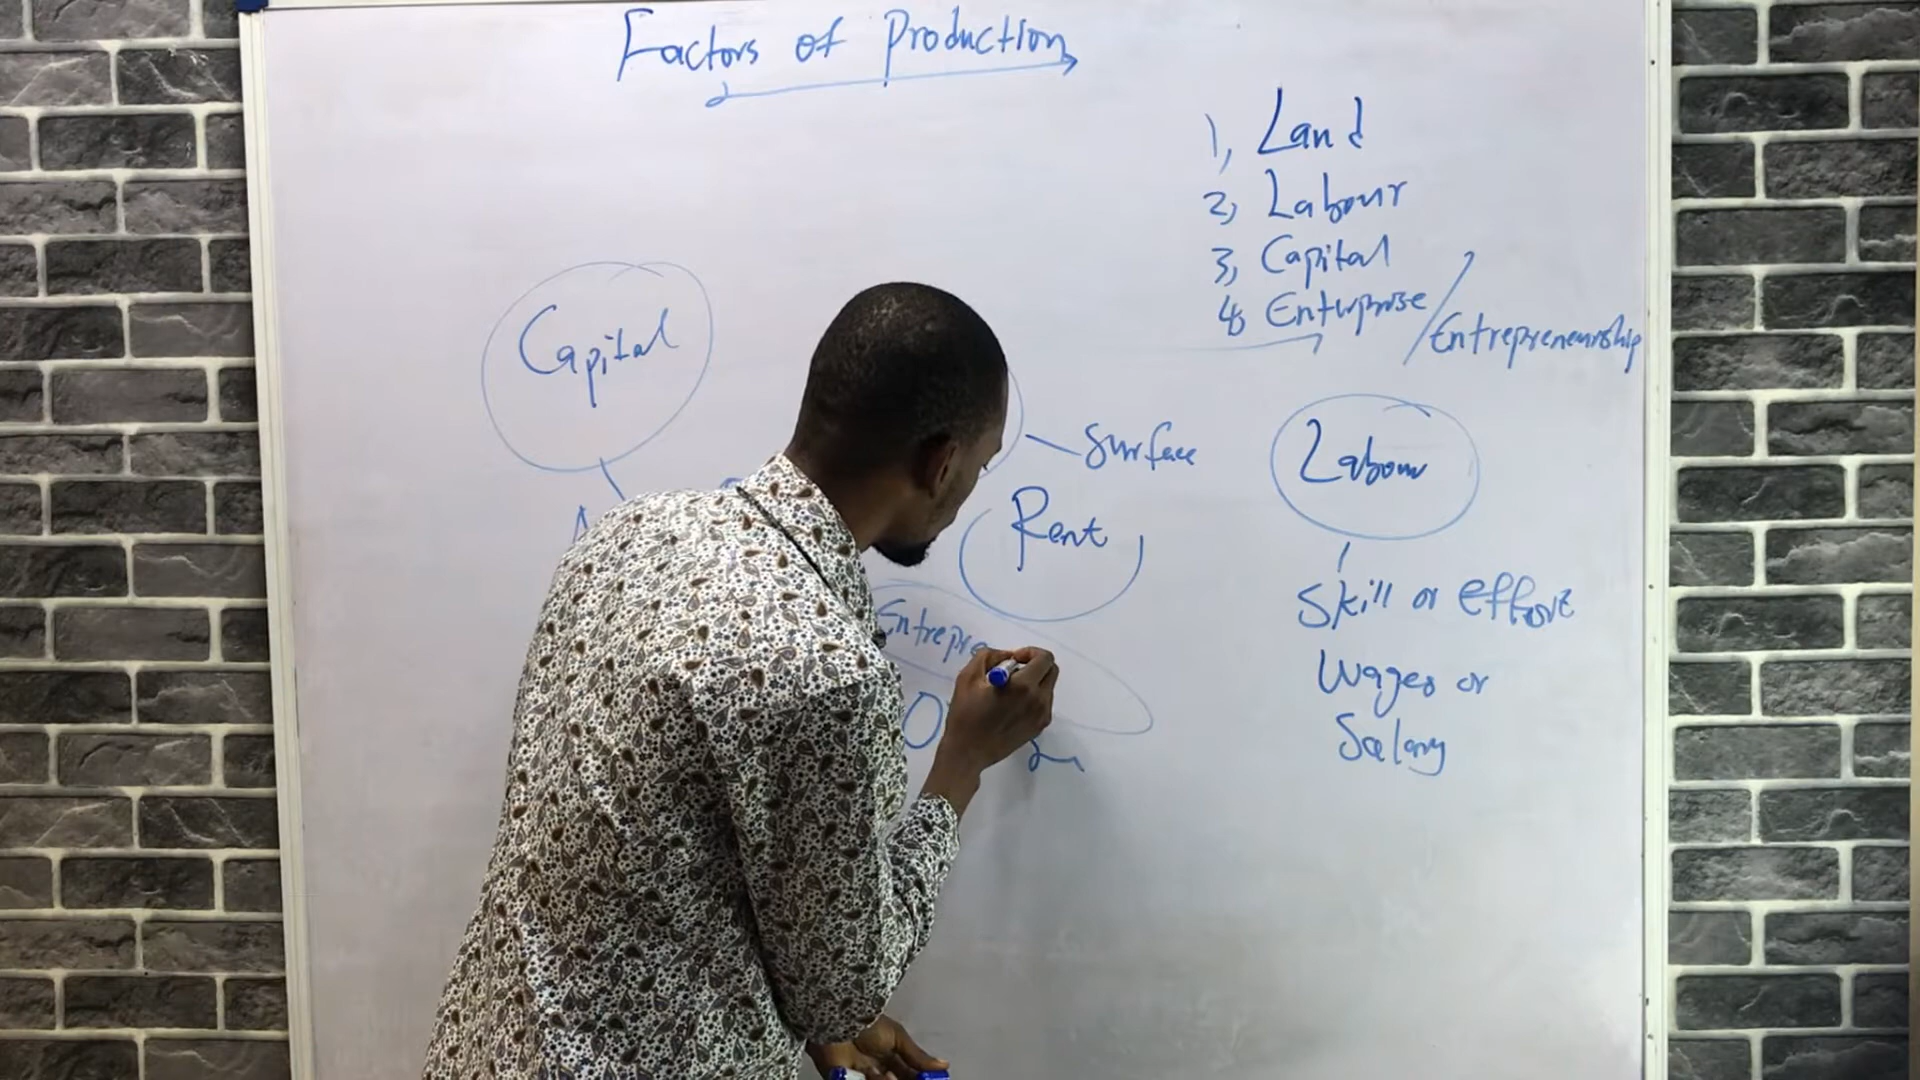 Factors of Production
1, Land
2, Labour
3, Capital
4, Enterprise / Entrepreneurship
Capital
Surface
Rent
Labour
Skill or effort
Wages or
Salary
Entrepre